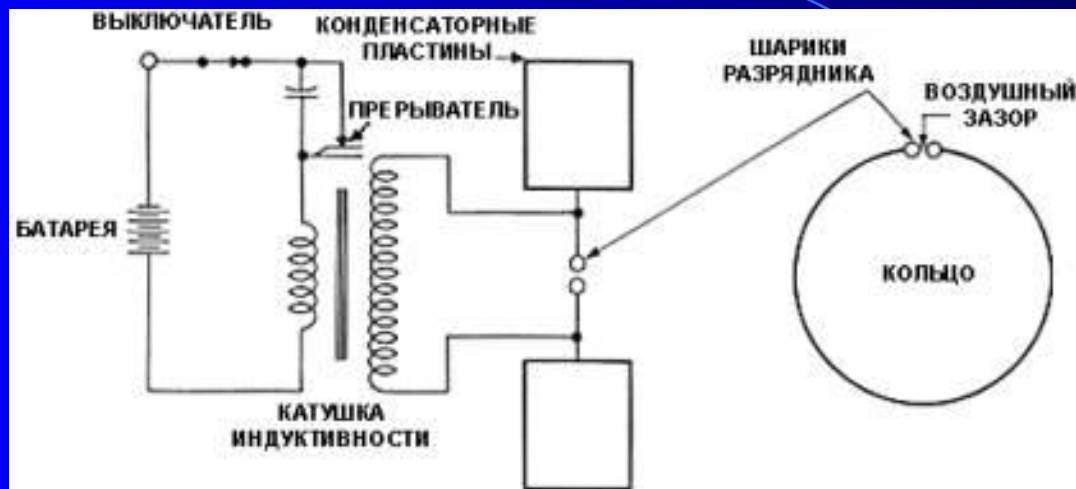 ВЫКЛЮЧАТЕЛЬ
КОНДЕНСАТОРНЫЕ
ПЛАСТИНЫ
ШАРИКИ
РАЗРЯДНИКА
ВОЗДУШНЫЙ
ЗАЗОР
ПРЕРЫВАТЕЛЬ
БАТАРЕЯ
КОЛЬЦО
КАТУШКА
ИНДУКТИВНОСТИ